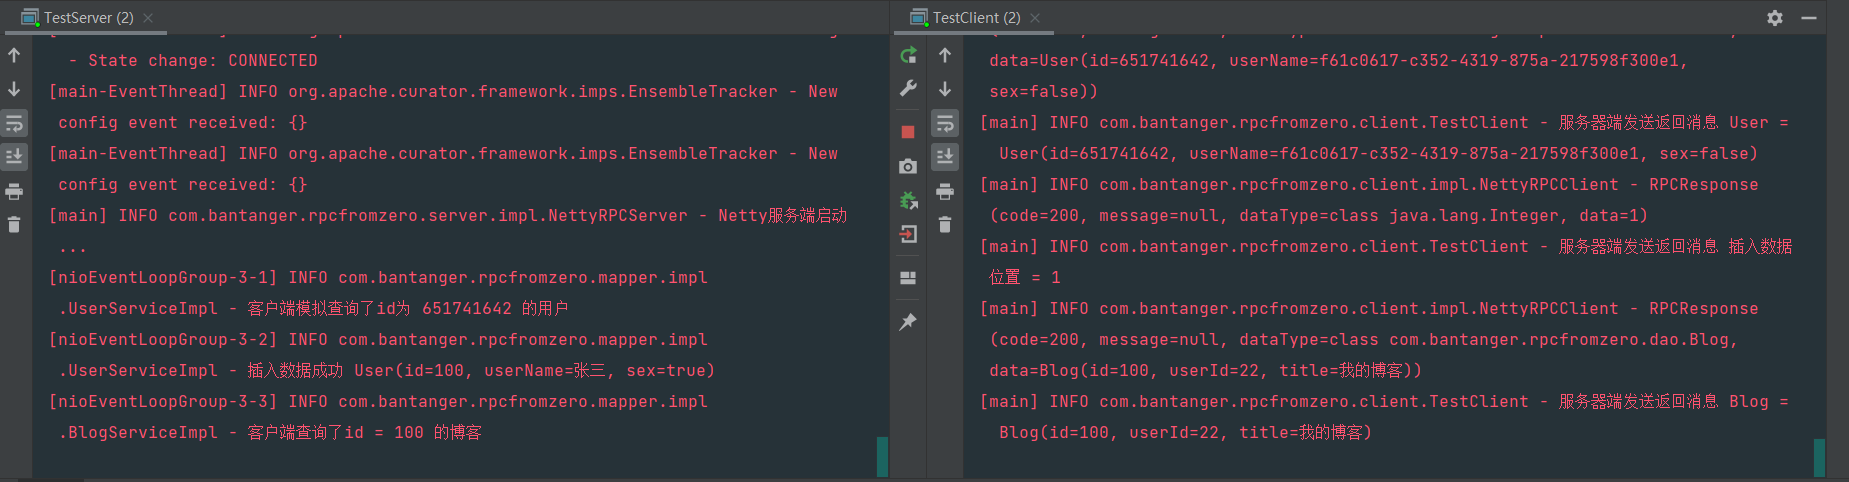 TestServer (2)
- State change: CONNECTED
[main-EventThread] INFO org.apache.curator.framework.imps.EnsembleTracker - New
config event received: {}
[main-EventThread] INFO org.apache.curator.framework.imps.EnsembleTracker - New
config event received: {}
[main] INFO com.bantanger.rpcfromzero.server.impl.NettyRPCServer - Netty服务端启动
...
[nioEventLoopGroup-3-1] INFO com.bantanger.rpcfromzero.mapper.impl
.UserServiceImpl - 客户端模拟查询了id为 651741642 的用户
[nioEventLoopGroup-3-2] INFO com.bantanger.rpcfromzero.mapper.impl
.UserServiceImpl - 插入数据成功 User(id=100, userName=张三, sex=true)
[nioEventLoopGroup-3-3] INFO com.bantanger.rpcfromzero.mapper.impl
.BlogServiceImpl - 客户端查询了id = 100 的博客
TestClient (2)
data=User(id=651741642, userName=f61c0617-c352-4319-875a-217598f300e1,
sex=false))
[main] INFO com.bantanger.rpcfromzero.client.TestClient - 服务器端发送返回消息 User =
User(id=651741642, userName=f61c0617-c352-4319-875a-217598f300e1, sex=false)
[main] INFO com.bantanger.rpcfromzero.client.impl.NettyRPCClient - RPCResponse
(code=200, message=null, dataType=class java.lang.Integer, data=1)
[main] INFO com.bantanger.rpcfromzero.client.TestClient - 服务器端发送返回消息 插入数据
位置 = 1
[main] INFO com.bantanger.rpcfromzero.client.impl.NettyRPCClient - RPCResponse
(code=200, message=null, dataType=class com.bantanger.rpcfromzero.dao.Blog,
data=Blog(id=100, userId=22, title=我的博客))
[main] INFO com.bantanger.rpcfromzero.client.TestClient - 服务器端发送返回消息 Blog =
Blog(id=100, userId=22, title=我的博客)